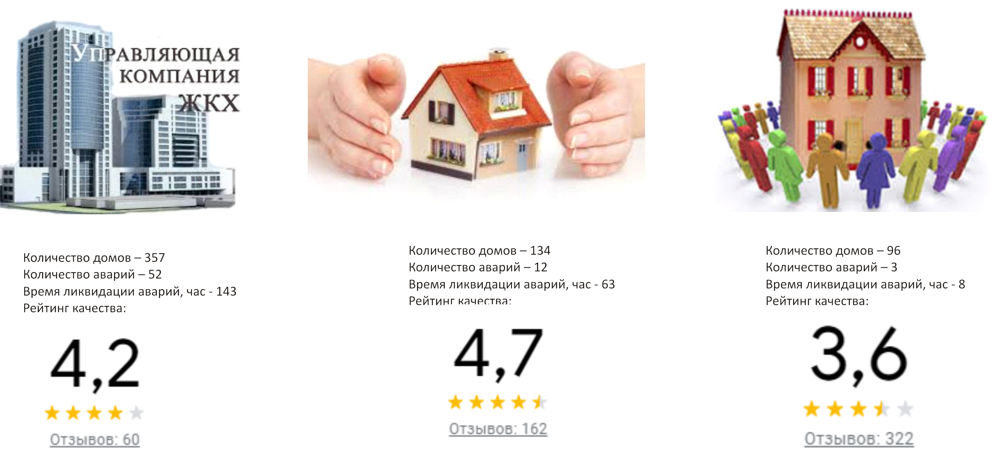 Управляющая
компания
ЖКХ
Количество домов – 357
Количество аварий – 52
Время ликвидации аварий, час - 143
Рейтинг качества:
4,2
Отзывов: 60
Количество домов – 134
Количество аварий – 12
Время ликвидации аварий, час - 63
Рейтинг качества:
4,7
Отзывов: 162
Количество домов – 96
Количество аварий – 3
Время ликвидации аварий, час - 8
Рейтинг качества:
3,6
Отзывов: 322